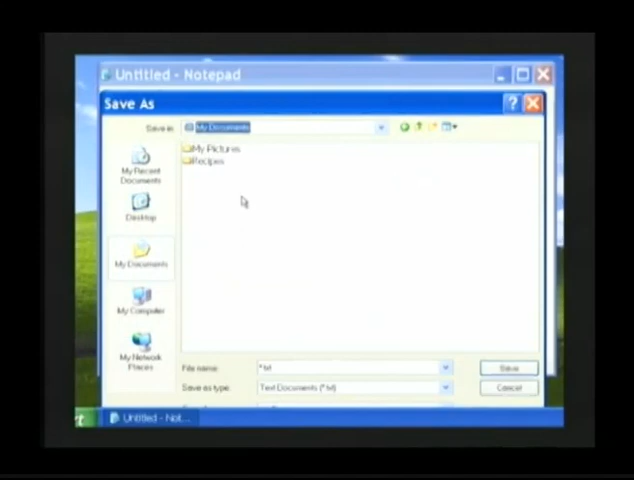 Untitled - Notepad
Save As
Save in:
My Documents
My Pictures
Recipes
My Recent
Documents
Desktop
My Documents
My Computer
My Network
Places
File name:
*.txt
Save
Save as type:
Text Documents (*.txt)
Cancel
rt
Untitled - Not...